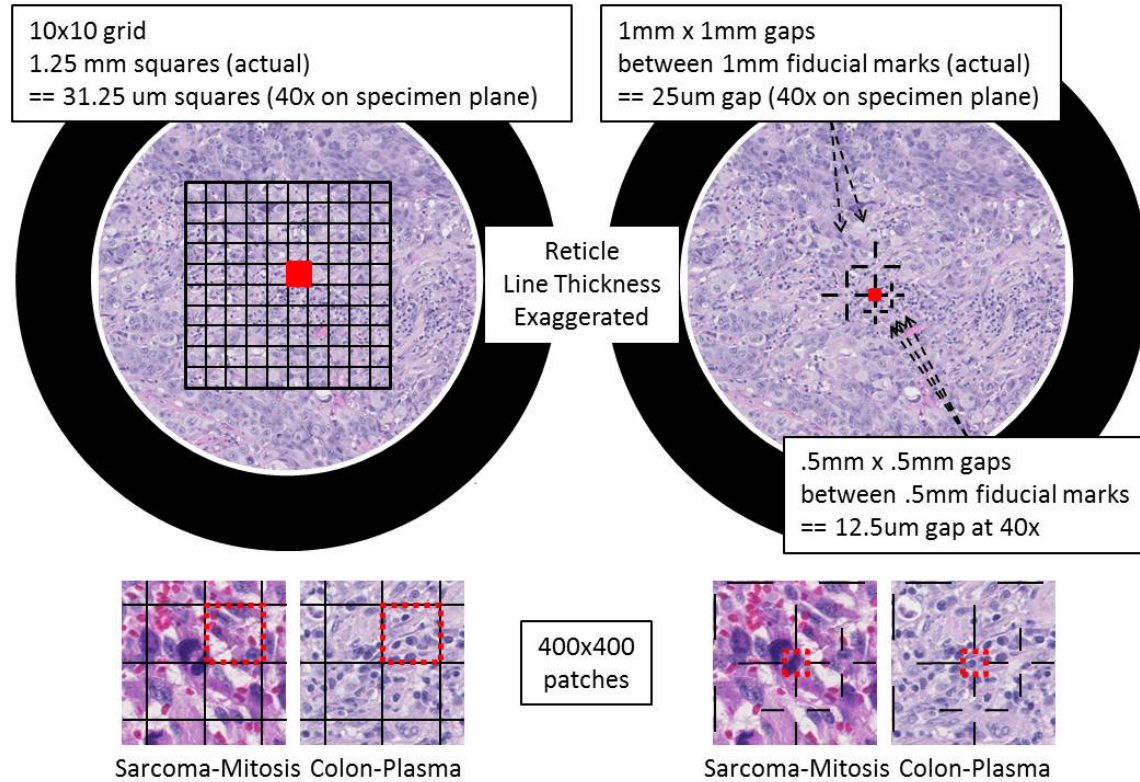 10x10 grid
1.25 mm squares (actual)
== 31.25 um squares (40x on specimen plane)
1mm x 1mm gaps
between 1mm fiducial marks (actual)
== 25um gap (40x on specimen plane)
Reticle
Line Thickness
Exaggerated
.5mm x .5mm gaps
between .5mm fiducial marks
== 12.5um gap at 40x
400x400
patches
Sarcoma-Mitosis Colon-Plasma
Sarcoma-Mitosis Colon-Plasma